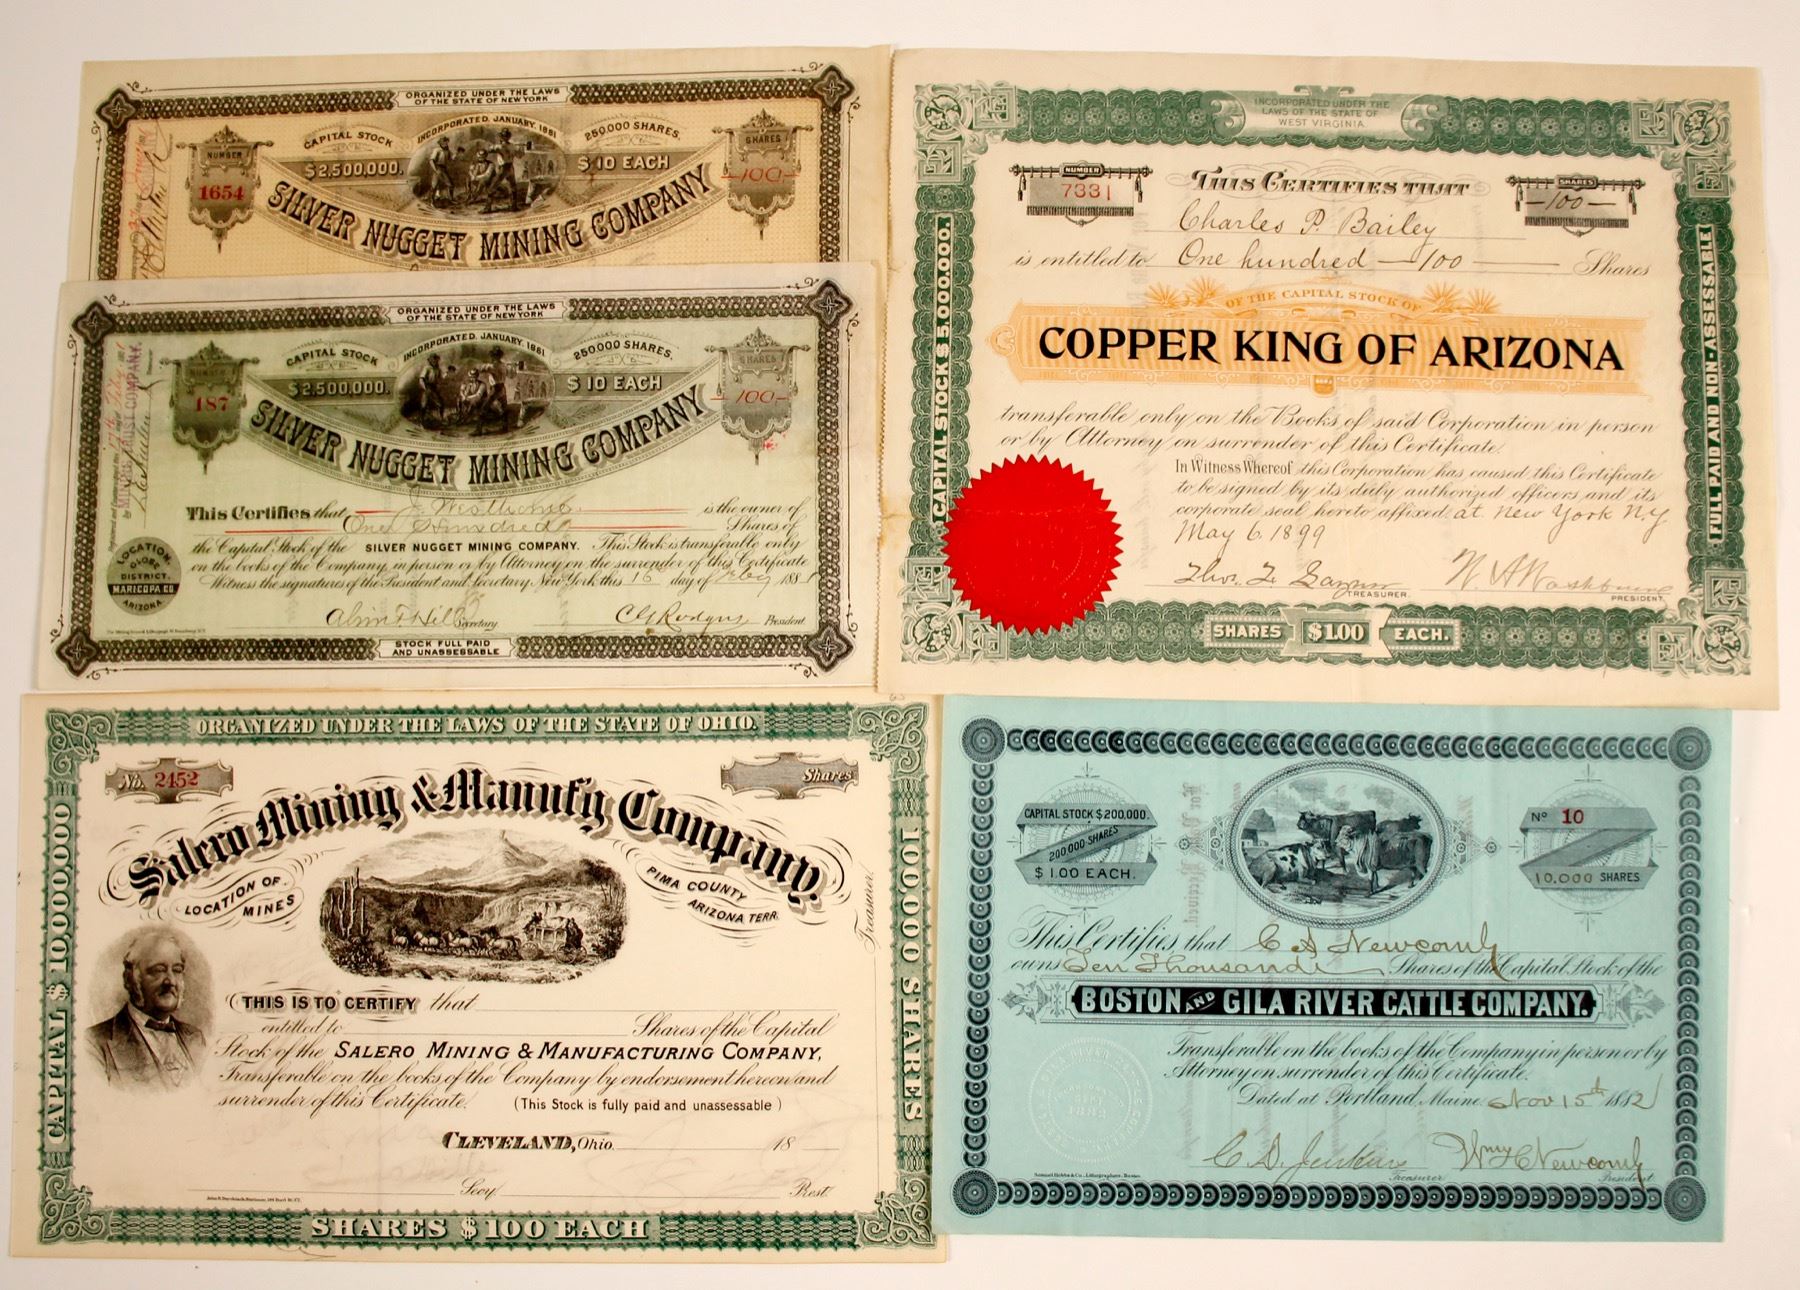 ORGANIZED UNDER THE LAWS
OF THE STATE OF NEW YORK
CAPITAL STOCK
INCORPORATED. JANUARY, 1881
250,000 SHARES.
NUMBER
1654
$2,500,000.
$10 EACH
SHARES
-100-
SILVER NUGGET MINING COMPANY
ORGANIZED UNDER THE LAWS
OF THE STATE OF NEW YORK
CAPITAL STOCK
INCORPORATED. JANUARY, 1881
250,000 SHARES.
NUMBER
187
$2,500,000.
$10 EACH
SHARES
-100-
SILVER NUGGET MINING COMPANY
This Certifies that J. Westhomb is the owner of
One Hundred Shares of
the Capital Stock of the SILVER NUGGET MINING COMPANY. This Stock is transferable only
on the books of the Company, in person or by Attorney on the surrender of this Certificate
Witness the signatures of the President and Secretary New York this 16 day of Feby 1881
LOCATION
GLOBE
DISTRICT,
MARICOPA CO
ARIZONA.
Secretary
President
STOCK FULL PAID
AND UNASSESSABLE
INCORPORATED UNDER THE
LAWS OF THE STATE OF
WEST VIRGINIA
NUMBER
7331
THIS CERTIFIES THAT
SHARES
-100-
Charles P. Bailey
is entitled to One hundred —100— Shares
OF THE CAPITAL STOCK OF
COPPER KING OF ARIZONA
transferable only on the Books of said Corporation in person
or by Attorney on surrender of this Certificate.
In Witness Whereof this Corporation has caused this Certificate
to be signed by its duly authorized officers and its
corporate seal hereto affixed at New York NY
May 6. 1899
TREASURER.
N. A Washburne
PRESIDENT.
CAPITAL STOCK $ 5,000,000.
FULL PAID AND NON-ASSESSABLE
SHARES $1.00 EACH.
ORGANIZED UNDER THE LAWS OF THE STATE OF OHIO.
No. 2452
Shares
Salero Mining & Manufg Company,
LOCATION OF
MINES
PIMA COUNTY
ARIZONA TERR.
Treasurer.
CAPITAL $ 10,000,000
100,000 SHARES
THIS IS TO CERTIFY that
entitled to Shares of the Capital
Stock of the SALERO MINING & MANUFACTURING COMPANY,
Transferable on the books of the Company by endorsement hereon and
surrender of this Certificate. (This Stock is fully paid and unassessable)
CLEVELAND, Ohio. 18
Secy. Prest.
SHARES $ 100 EACH
CAPITAL STOCK $200,000.
200,000 SHARES
$ 1.00 EACH.
No 10
10,000 SHARES
This Certifies that C A Newcomb
owns Ten Thousand Shares of the Capital Stock of the
BOSTON AND GILA RIVER CATTLE COMPANY.
Transferable on the books of the Company in person or by
Attorney on surrender of this Certificate.
Dated at Portland, Maine. Nov 15th 1882
C. D. Jenkins Wm C Newcomb
Treasurer President